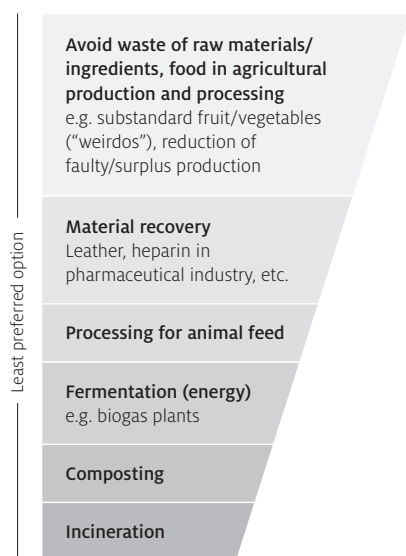 Avoid waste of raw materials/
ingredients, food in agricultural
production and processing
e.g. substandard fruit/vegetables
(“weirdos”), reduction of
faulty/surplus production
Material recovery
Leather, heparin in
pharmaceutical industry, etc.
Processing for animal feed
Fermentation (energy)
e.g. biogas plants
Composting
Incineration
Least preferred option